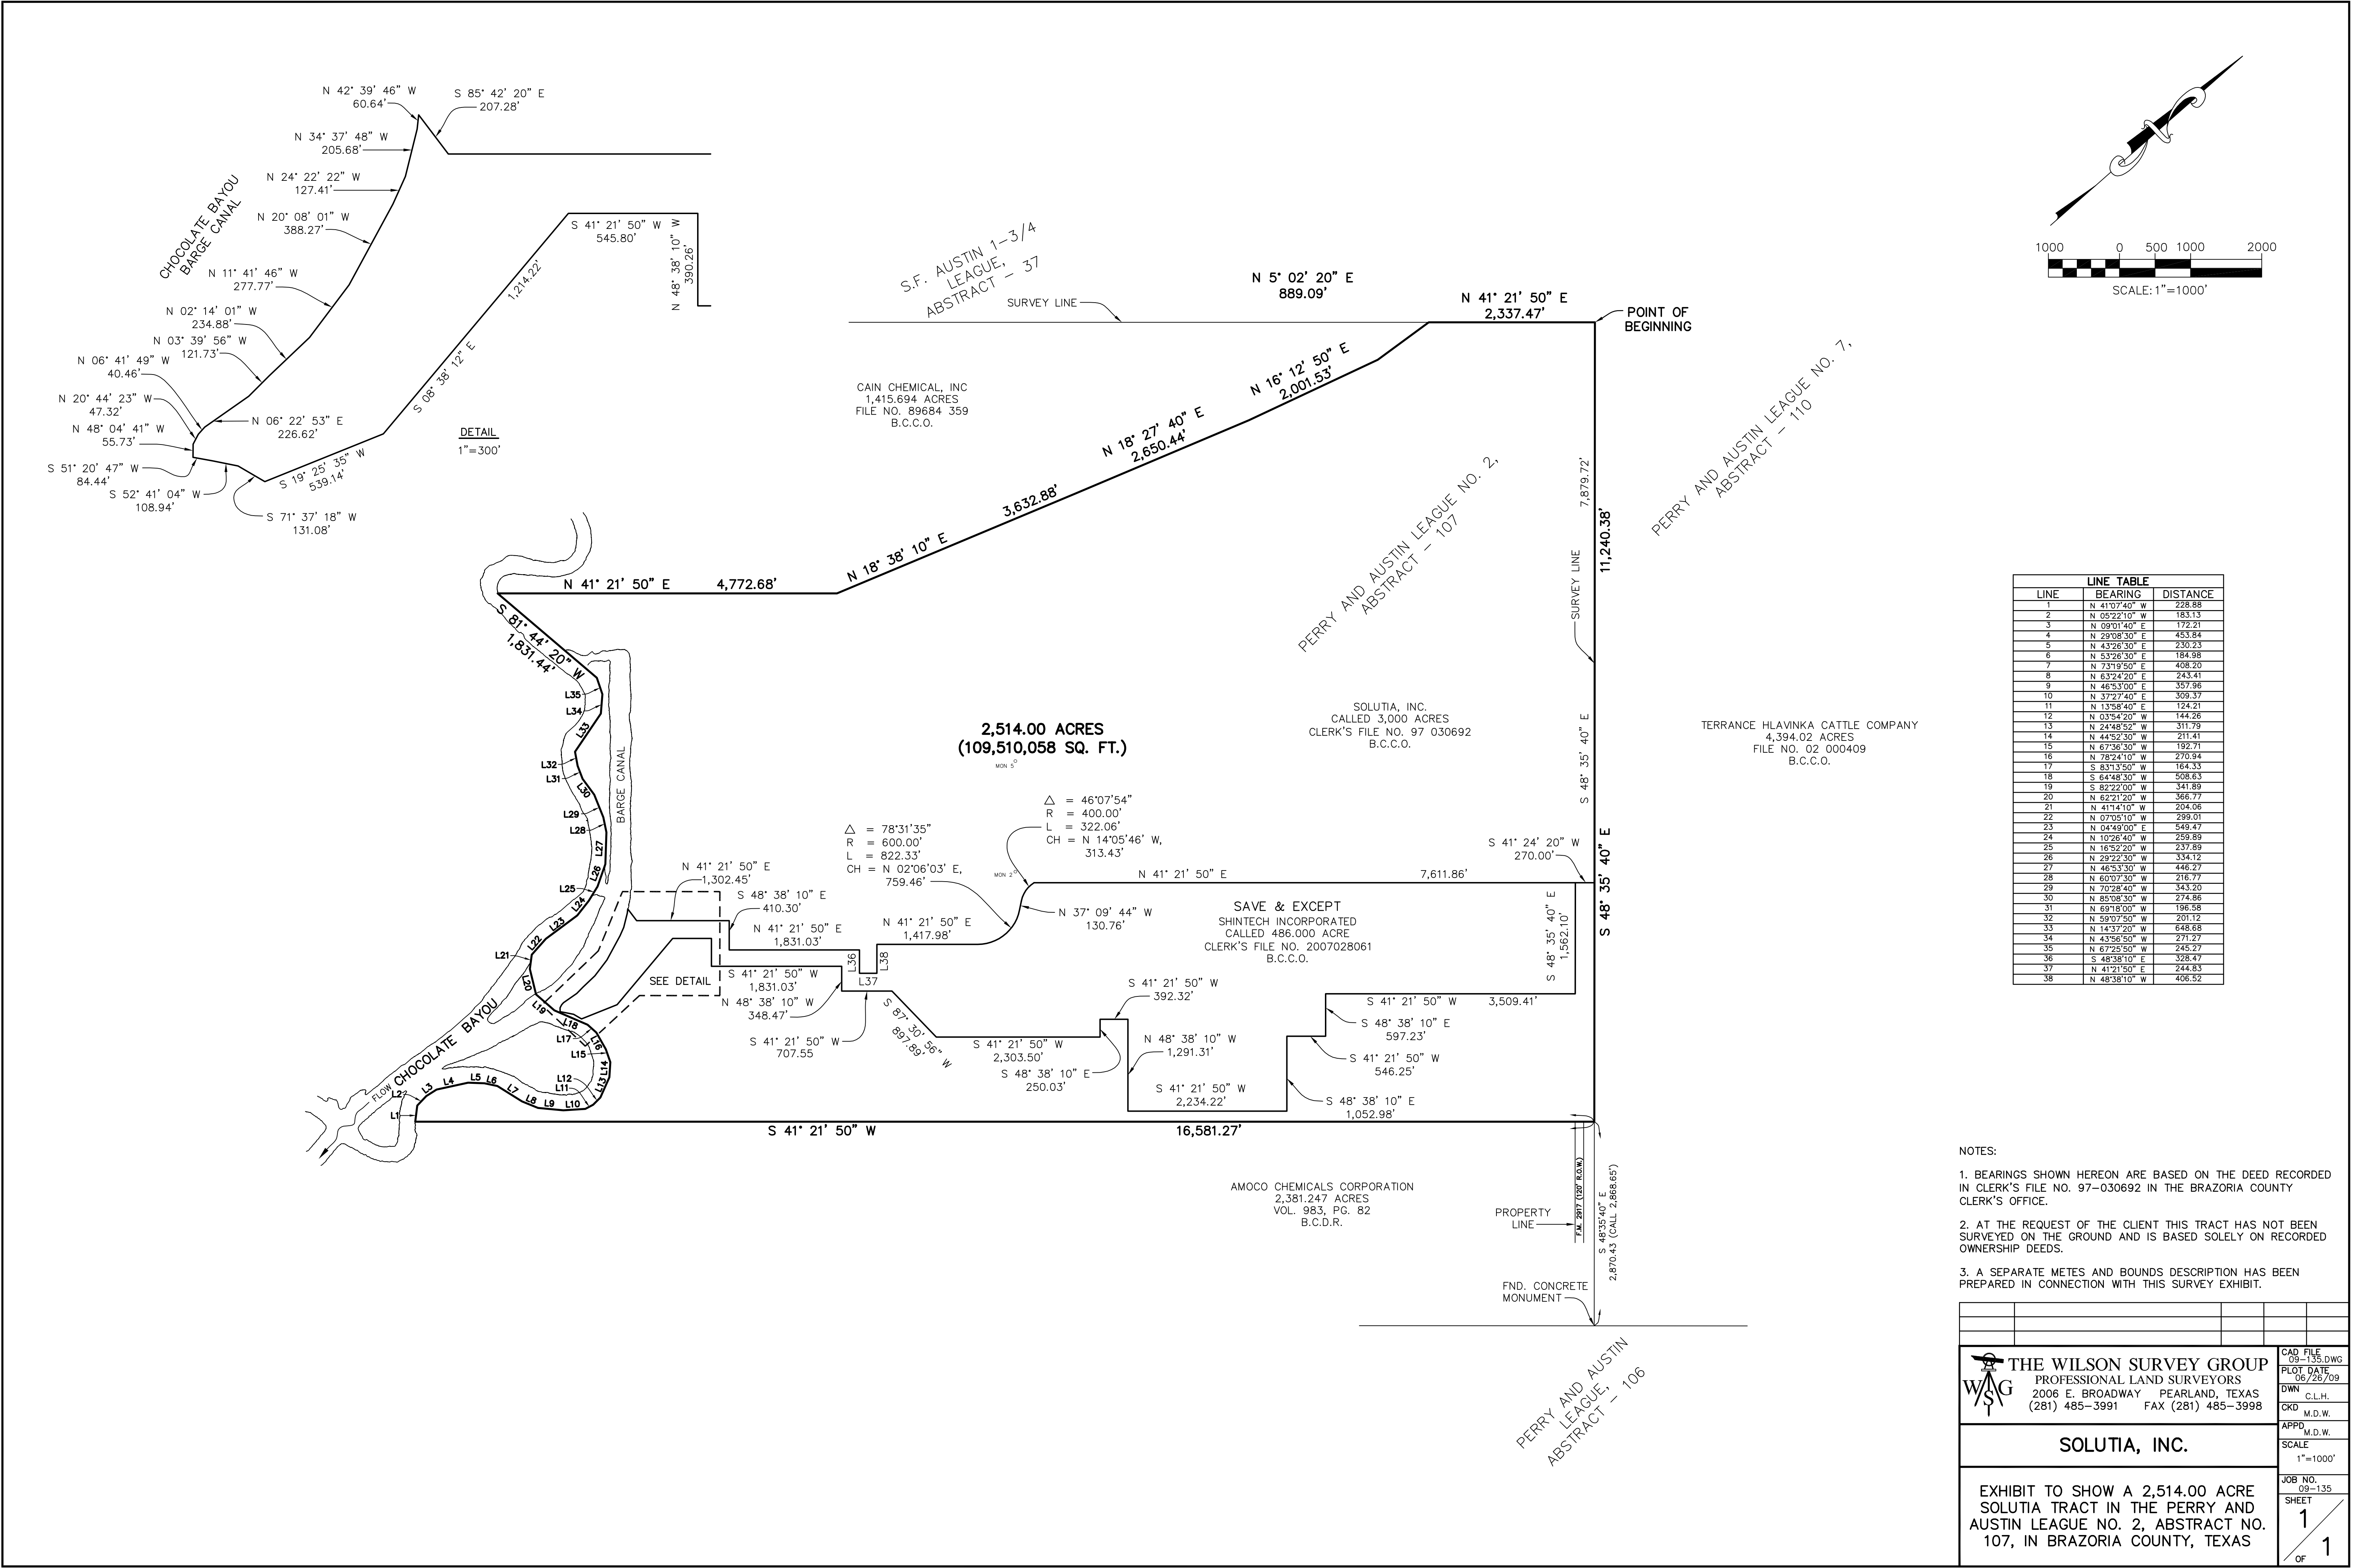 N 42° 39' 46" W
60.64'
S 85° 42' 20" E
207.28'
N 34° 37' 48" W
205.68'
N 24° 22' 22" W
127.41'
N 20° 08' 01" W
388.27'
CHOCOLATE BAYOU
BARGE CANAL
N 11° 41' 46" W
277.77'
N 02° 14' 01" W
234.88'
N 03° 39' 56" W
121.73'
N 06° 41' 49" W
40.46'
N 20° 44' 23" W
47.32'
N 48° 04' 41" W
55.73'
S 51° 20' 47" W
84.44'
S 52° 41' 04" W
108.94'
S 71° 37' 18" W
131.08'
N 06° 22' 53" E
226.62'
S 19° 25' 35" W
539.14'
S 08° 38' 12" E
1,214.22'
S 41° 21' 50" W
545.80'
N 48° 38' 10" W
390.26'
DETAIL
1"=300'
S.F. AUSTIN 1-3/4
LEAGUE,
ABSTRACT - 37
SURVEY LINE
N 5° 02' 20" E
889.09'
N 41° 21' 50" E
2,337.47'
POINT OF
BEGINNING
1000 0 500 1000 2000
SCALE: 1"=1000'
CAIN CHEMICAL, INC
1,415.694 ACRES
FILE NO. 89684 359
B.C.C.O.
N 16° 12' 50" E
2,001.53'
N 18° 27' 40" E
2,650.44'
3,632.88'
N 18° 38' 10" E
N 41° 21' 50" E 4,772.68'
S 81° 44' 20" W
1,831.44'
PERRY AND AUSTIN LEAGUE NO. 2,
ABSTRACT - 107
PERRY AND AUSTIN LEAGUE NO. 7,
ABSTRACT - 110
7,879.72'
11,240.38'
SURVEY LINE
S 48° 35' 40" E
S 48° 35' 40" E
2,514.00 ACRES
(109,510,058 SQ. FT.)
MON 5
SOLUTIA, INC.
CALLED 3,000 ACRES
CLERK'S FILE NO. 97 030692
B.C.C.O.
TERRANCE HLAVINKA CATTLE COMPANY
4,394.02 ACRES
FILE NO. 02 000409
B.C.C.O.
L35
L34
L33
L32
L31
L30
L29
L28
L27
L26
L25
L24
L23
L22
L21
L20
L19
L18
L17
L16
L15
L14
L13
L12
L11
L10
L9
L8
L7
L6
L5
L4
L3
L2
L1
BARGE CANAL
FLOW
CHOCOLATE BAYOU
SEE DETAIL
N 41° 21' 50" E
1,302.45'
S 48° 38' 10" E
410.30'
N 41° 21' 50" E
1,831.03'
L36
L37
L38
N 41° 21' 50" E
1,417.98'
△ = 78°31'35"
R = 600.00'
L = 822.33'
CH = N 02°06'03' E,
759.46'
△ = 46°07'54"
R = 400.00'
L = 322.06'
CH = N 14°05'46' W,
313.43'
MON 2
N 37° 09' 44" W
130.76'
N 41° 21' 50" E 7,611.86'
S 41° 24' 20" W
270.00'
SAVE & EXCEPT
SHINTECH INCORPORATED
CALLED 486.000 ACRE
CLERK'S FILE NO. 2007028061
B.C.C.O.
S 48° 35' 40" E
1,562.10'
S 41° 21' 50" W
1,831.03'
N 48° 38' 10" W
348.47'
S 41° 21' 50" W
707.55
S 87° 30' 56" W
897.89'
S 41° 21' 50" W
2,303.50'
S 48° 38' 10" E
250.03'
S 41° 21' 50" W
392.32'
N 48° 38' 10" W
1,291.31'
S 41° 21' 50" W
2,234.22'
S 48° 38' 10" E
1,052.98'
S 41° 21' 50" W
546.25'
S 48° 38' 10" E
597.23'
S 41° 21' 50" W 3,509.41'
S 41° 21' 50" W 16,581.27'
AMOCO CHEMICALS CORPORATION
2,381.247 ACRES
VOL. 983, PG. 82
B.C.D.R.
PROPERTY
LINE
F.M. 2917 (120' R.O.W.)
S 48°35'40" E
2,870.43 (CALL 2,868.65')
FND. CONCRETE
MONUMENT
PERRY AND AUSTIN
LEAGUE,
ABSTRACT - 106
LINE TABLE
LINE BEARING DISTANCE
1 N 41°07'40" W 228.88
2 N 05°22'10" W 183.13
3 N 09°01'40" E 172.21
4 N 29°08'30" E 453.84
5 N 43°26'30" E 230.23
6 N 53°26'30" E 184.98
7 N 73°19'50" E 408.20
8 N 63°24'20" E 243.41
9 N 46°53'00" E 357.96
10 N 37°27'40" E 309.37
11 N 13°58'40" E 124.21
12 N 03°54'20" W 144.26
13 N 24°48'52" W 311.79
14 N 44°52'30" W 211.41
15 N 67°36'30" W 192.71
16 N 78°24'10" W 270.94
17 S 83°13'50" W 164.33
18 S 64°48'30" W 508.63
19 S 82°22'00" W 341.89
20 N 62°21'20" W 366.77
21 N 41°14'10" W 204.06
22 N 07°05'10" W 299.01
23 N 04°49'00" E 549.47
24 N 10°26'40" W 259.89
25 N 16°52'20" W 237.89
26 N 29°22'30" W 334.12
27 N 46°53'30" W 446.27
28 N 60°07'30" W 216.77
29 N 70°28'40" W 343.20
30 N 85°08'30" W 274.86
31 N 69°18'00" W 196.58
32 N 59°07'50" W 201.12
33 N 14°37'20" W 648.68
34 N 43°56'50" W 271.27
35 N 67°25'50" W 245.27
36 S 48°38'10" E 328.47
37 N 41°21'50" E 244.83
38 N 48°38'10" W 406.52
NOTES:
1. BEARINGS SHOWN HEREON ARE BASED ON THE DEED RECORDED
IN CLERK'S FILE NO. 97-030692 IN THE BRAZORIA COUNTY
CLERK'S OFFICE.
2. AT THE REQUEST OF THE CLIENT THIS TRACT HAS NOT BEEN
SURVEYED ON THE GROUND AND IS BASED SOLELY ON RECORDED
OWNERSHIP DEEDS.
3. A SEPARATE METES AND BOUNDS DESCRIPTION HAS BEEN
PREPARED IN CONNECTION WITH THIS SURVEY EXHIBIT.
WSG
THE WILSON SURVEY GROUP
PROFESSIONAL LAND SURVEYORS
2006 E. BROADWAY PEARLAND, TEXAS
(281) 485-3991 FAX (281) 485-3998
SOLUTIA, INC.
EXHIBIT TO SHOW A 2,514.00 ACRE
SOLUTIA TRACT IN THE PERRY AND
AUSTIN LEAGUE NO. 2, ABSTRACT NO.
107, IN BRAZORIA COUNTY, TEXAS
CAD FILE
09-135.DWG
PLOT DATE
06/26/09
DWN
C.L.H.
CKD
M.D.W.
APPD
M.D.W.
SCALE
1"=1000'
JOB NO.
09-135
SHEET
1
OF 1